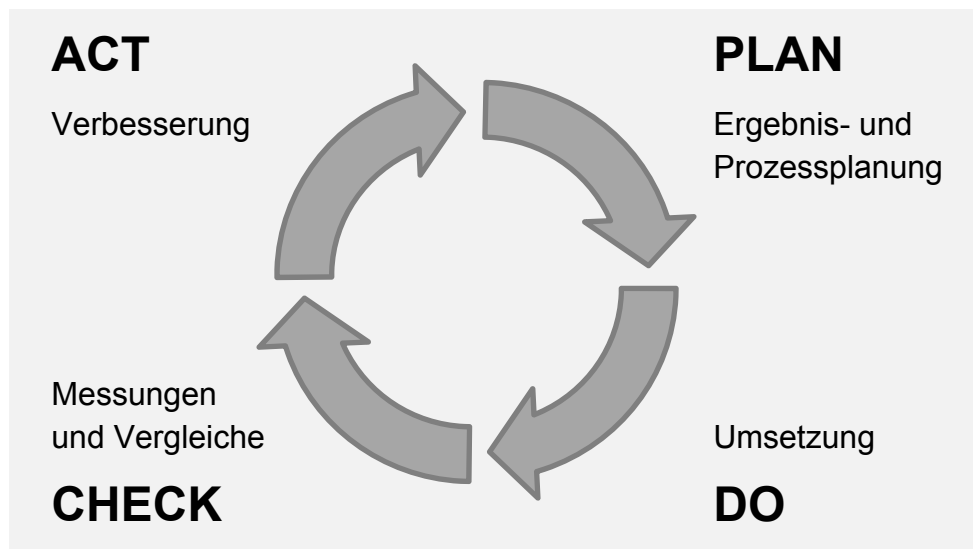 ACT
Verbesserung
PLAN
Ergebnis- und
Prozessplanung
Messungen
und Vergleiche
CHECK
Umsetzung
DO